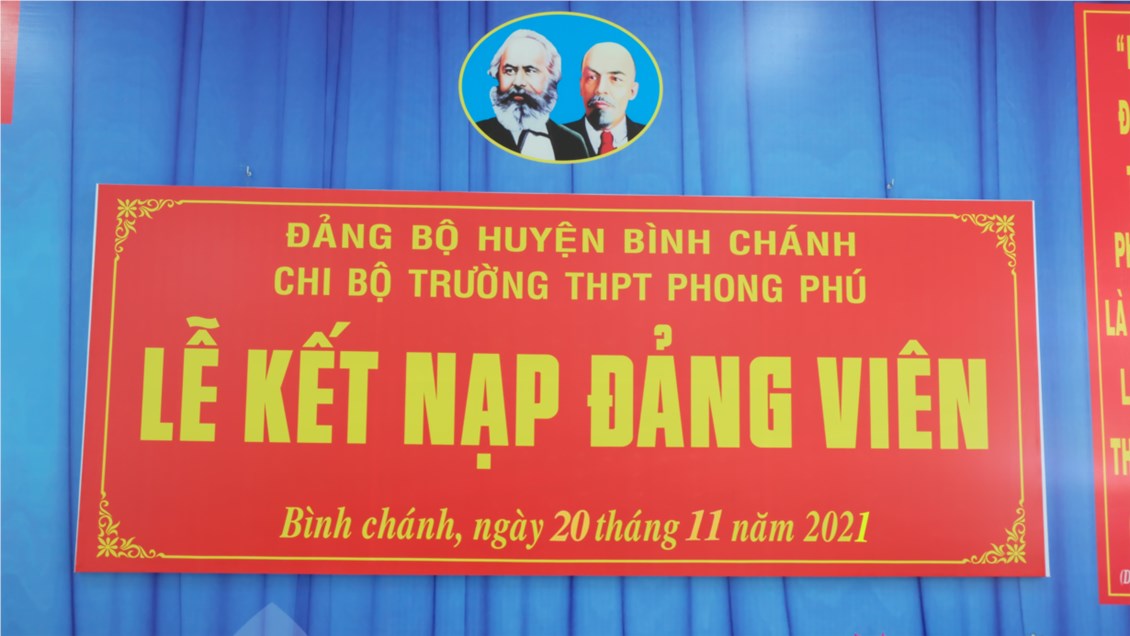 ĐẢNG BỘ HUYỆN BÌNH CHÁNH
CHI BỘ TRƯỜNG THPT PHONG PHÚ
LỄ KẾT NẠP ĐẢNG VIÊN
Bình chánh, ngày 20 tháng 11 năm 2021
LÀ